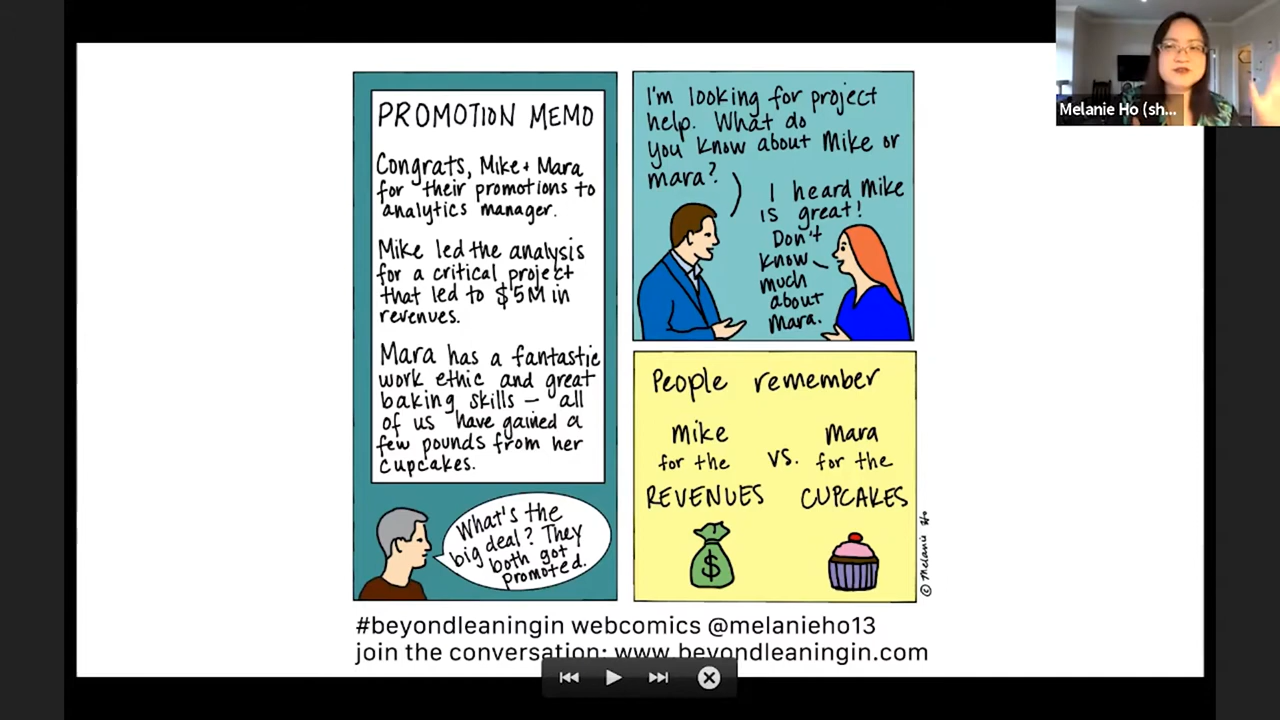 PROMOTION MEMO
Congrats, Mike + Mara
for their promotions to
analytics manager.
Mike led the analysis
for a critical project
that led to $5M in
revenues.
Mara has a fantastic
work ethic and great
baking skills — all
of us have gained a
few pounds from her
cupcakes.
What's the
big deal? They
both got
promoted.
I'm looking for project
help. What do
you know about Mike or
Mara?
I heard Mike
is great!
Don't
know
much
about
Mara.
People remember
Mike
for the
REVENUES
vs.
Mara
for the
CUPCAKES
$
© Melanie Ho
#beyondleaningin webcomics @melanieho13
join the conversation: www.beyondleaningin.com
Melanie Ho (sh...